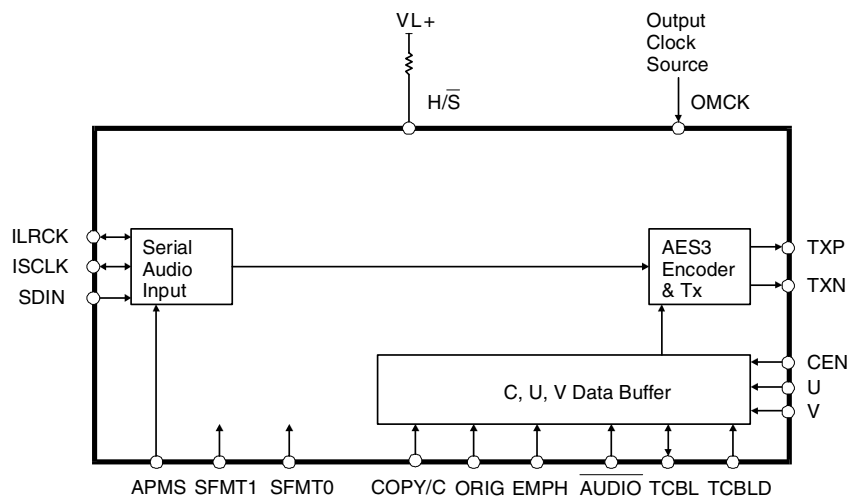 VL+
Output
Clock
Source
H/S̅
OMCK
ILRCK
ISCLK
SDIN
Serial
Audio
Input
AES3
Encoder
& Tx
TXP
TXN
C, U, V Data Buffer
CEN
U
V
APMS SFMT1 SFMT0 COPY/C ORIG EMPH A̅U̅D̅I̅O̅ TCBL TCBLD